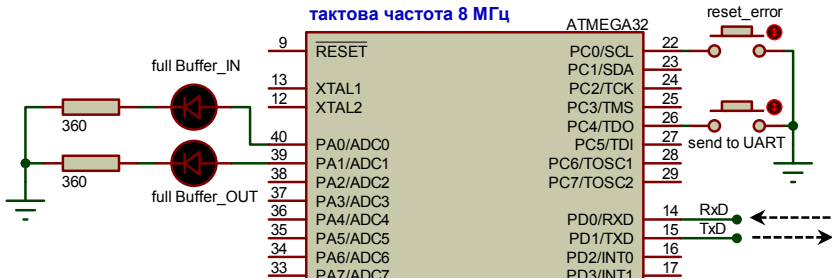 тактова частота 8 МГц
ATMEGA32
reset_error
full Buffer_IN
360
full Buffer_OUT
360
9 RESET
13 XTAL1
12 XTAL2
40 PA0/ADC0
39 PA1/ADC1
38 PA2/ADC2
37 PA3/ADC3
36 PA4/ADC4
35 PA5/ADC5
34 PA6/ADC6
33 PA7/ADC7
PC0/SCL 22
PC1/SDA 23
PC2/TCK 24
PC3/TMS 25
PC4/TDO 26
PC5/TDI 27
PC6/TOSC1 28
PC7/TOSC2 29
send to UART
PD0/RXD 14 RxD
PD1/TXD 15 TxD
PD2/INT0 16
PD3/INT1 17